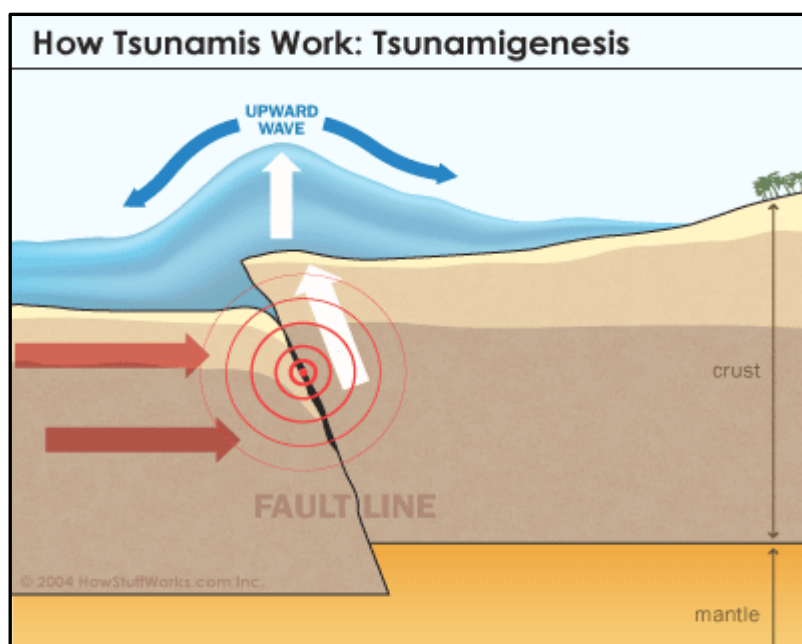 How Tsunamis Work: Tsunamigenesis
UPWARD
WAVE
crust
FAULT LINE
© 2004 HowStuffWorks.com.Inc.
mantle